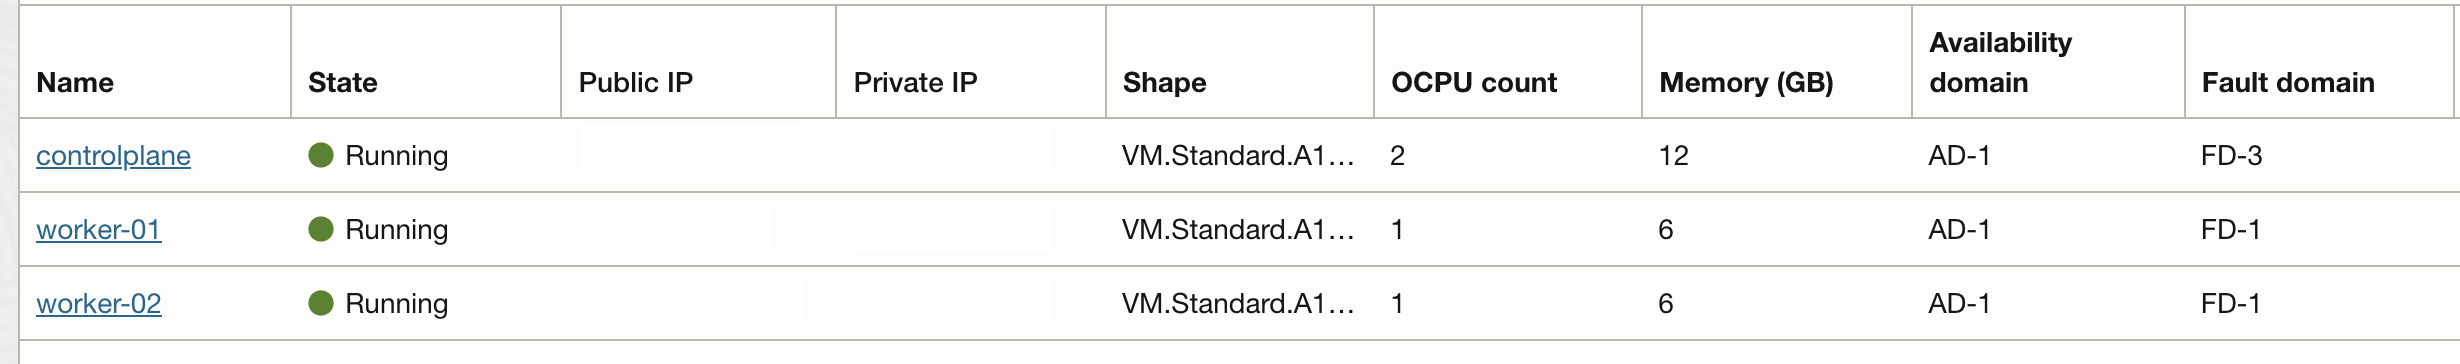 Name State Public IP Private IP Shape OCPU count Memory (GB) Availability domain Fault domain
controlplane Running VM.Standard.A1... 2 12 AD-1 FD-3
worker-01 Running VM.Standard.A1... 1 6 AD-1 FD-1
worker-02 Running VM.Standard.A1... 1 6 AD-1 FD-1